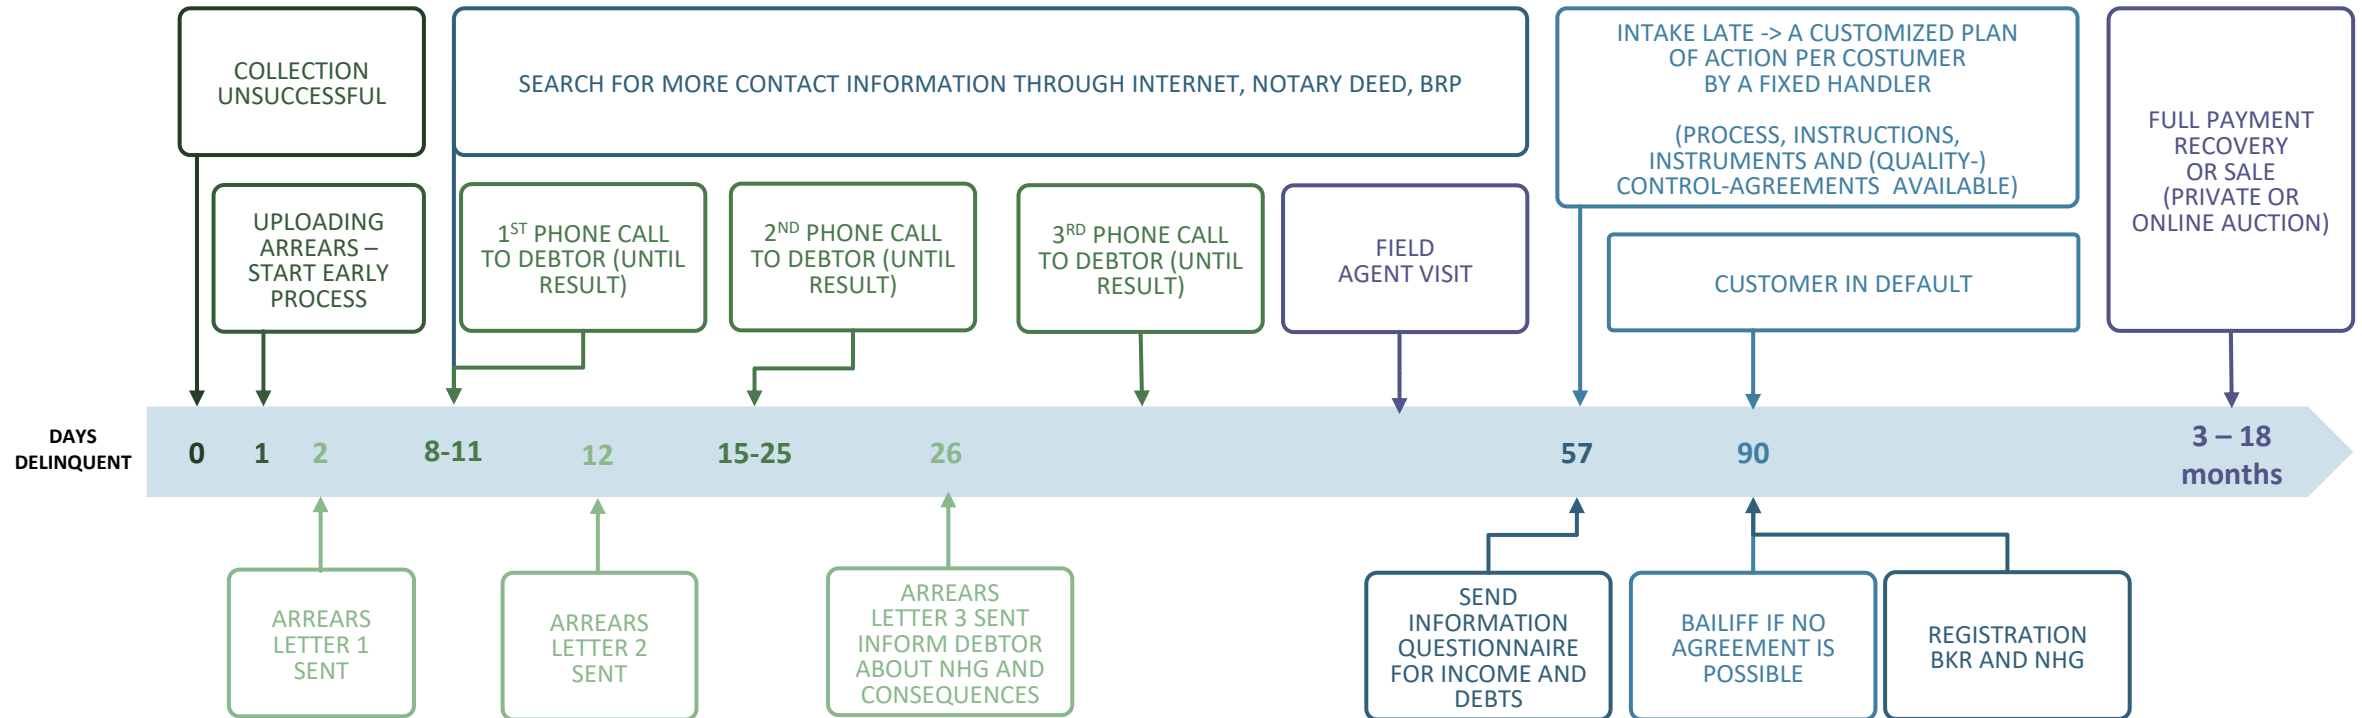 COLLECTION
UNSUCCESSFUL
SEARCH FOR MORE CONTACT INFORMATION THROUGH INTERNET, NOTARY DEED, BRP
INTAKE LATE -> A CUSTOMIZED PLAN
OF ACTION PER COSTUMER
BY A FIXED HANDLER
(PROCESS, INSTRUCTIONS,
INSTRUMENTS AND (QUALITY-)
CONTROL-AGREEMENTS AVAILABLE)
FULL PAYMENT
RECOVERY
OR SALE
(PRIVATE OR
ONLINE AUCTION)
UPLOADING
ARREARS –
START EARLY
PROCESS
1ST PHONE CALL
TO DEBTOR (UNTIL
RESULT)
2ND PHONE CALL
TO DEBTOR (UNTIL
RESULT)
3RD PHONE CALL
TO DEBTOR (UNTIL
RESULT)
FIELD
AGENT VISIT
CUSTOMER IN DEFAULT
DAYS
DELINQUENT
0
1
2
8-11
12
15-25
26
57
90
3 – 18
months
ARREARS
LETTER 1
SENT
ARREARS
LETTER 2
SENT
ARREARS
LETTER 3 SENT
INFORM DEBTOR
ABOUT NHG AND
CONSEQUENCES
SEND
INFORMATION
QUESTIONNAIRE
FOR INCOME AND
DEBTS
BAILIFF IF NO
AGREEMENT IS
POSSIBLE
REGISTRATION
BKR AND NHG